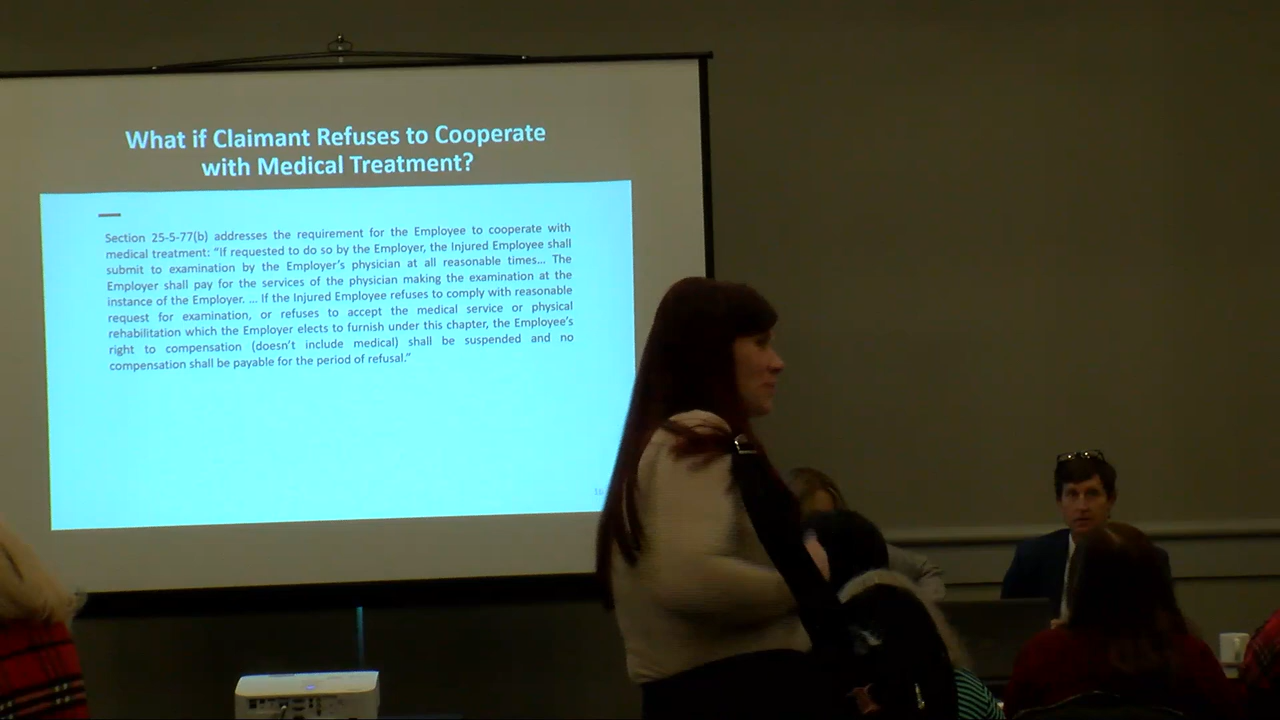 What if Claimant Refuses to Cooperate
with Medical Treatment?
Section 25-5-77(b) addresses the requirement for the Employee to cooperate with
medical treatment: “If requested to do so by the Employer, the Injured Employee shall
submit to examination by the Employer’s physician at all reasonable times... The
Employer shall pay for the services of the physician making the examination at the
instance of the Employer. ... If the Injured Employee refuses to comply with reasonable
request for examination, or refuses to accept the medical service or physical
rehabilitation which the Employer elects to furnish under this chapter, the Employee’s
right to compensation (doesn’t include medical) shall be suspended and no
compensation shall be payable for the period of refusal.”
16